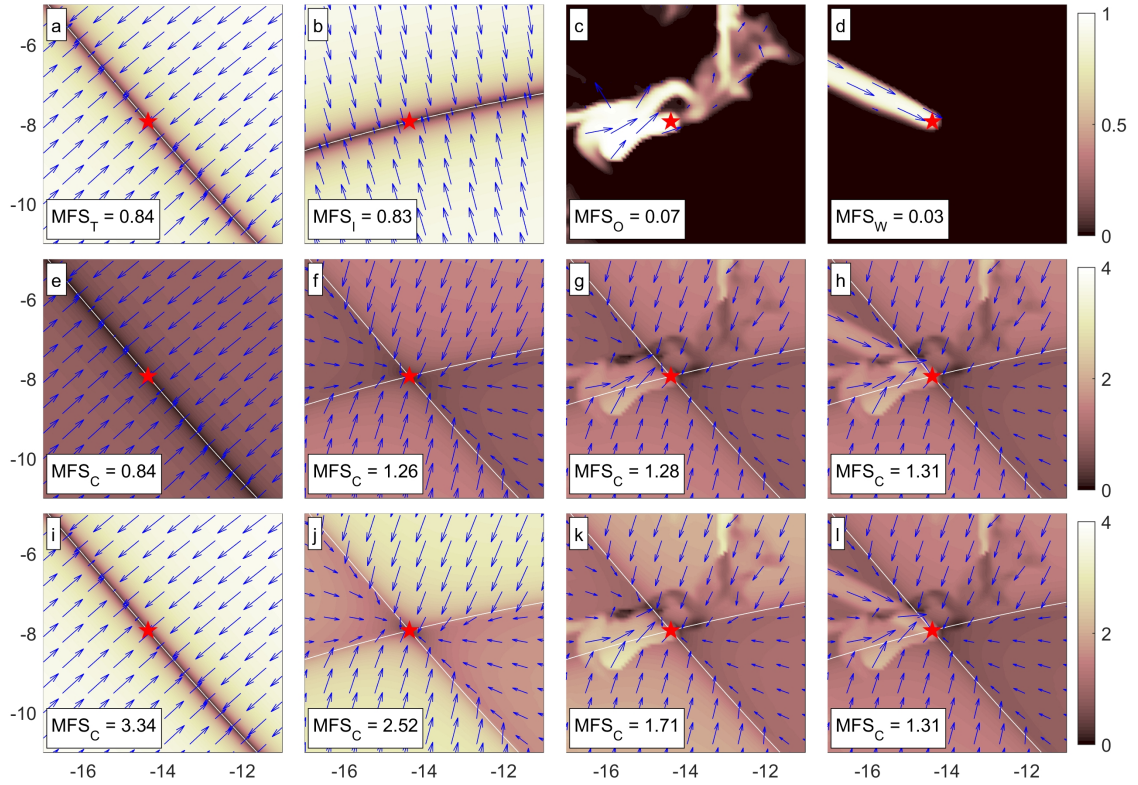 a b c d
-6
-8
-10
MFS_T = 0.84 MFS_I = 0.83 MFS_O = 0.07 MFS_W = 0.03
1
0.5
0
e f g h
-6
-8
-10
MFS_C = 0.84 MFS_C = 1.26 MFS_C = 1.28 MFS_C = 1.31
4
2
0
i j k l
-6
-8
-10
MFS_C = 3.34 MFS_C = 2.52 MFS_C = 1.71 MFS_C = 1.31
4
2
0
-16 -14 -12 -16 -14 -12 -16 -14 -12 -16 -14 -12